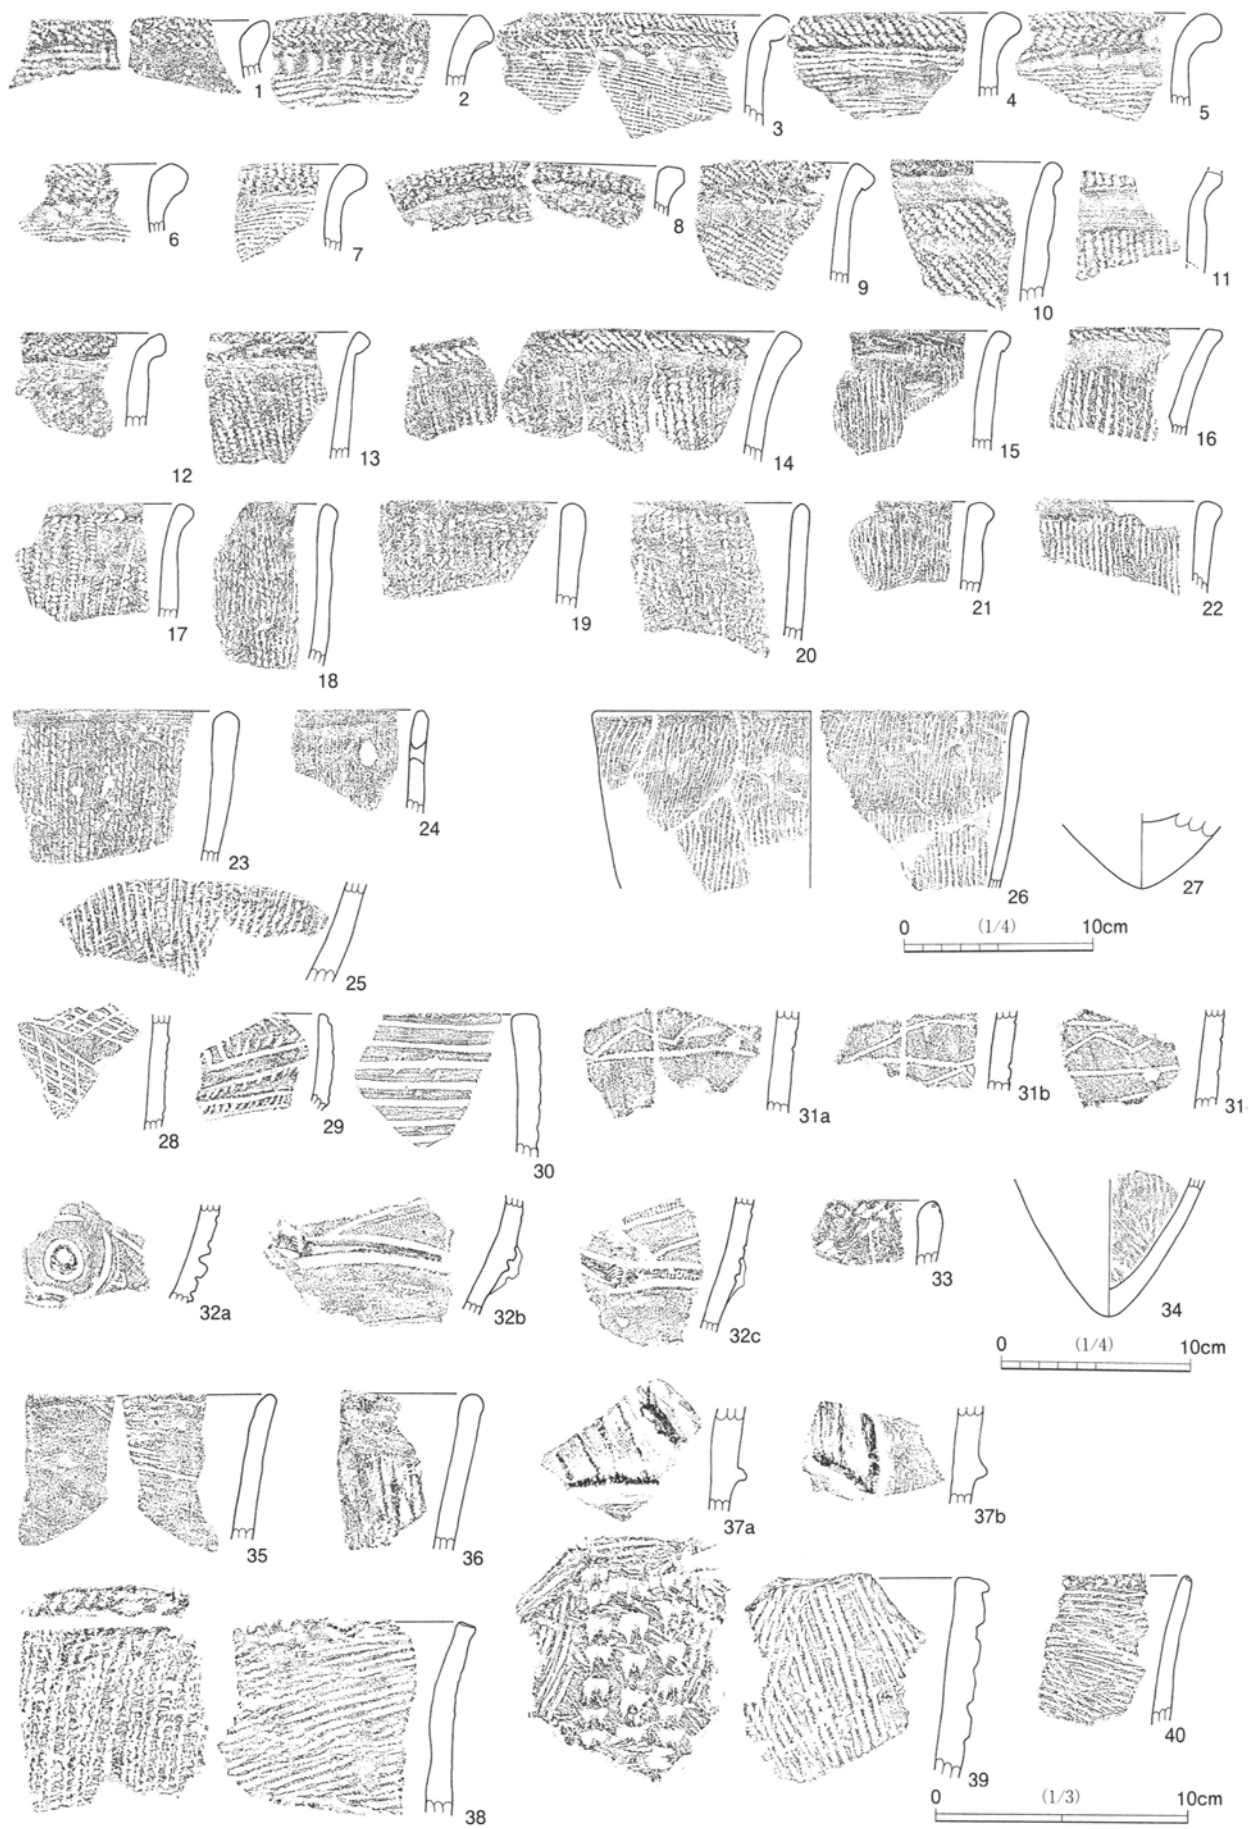 1 2 3 4 5
6 7 8 9 10 11
12 13 14 15 16
17 18 19 20 21 22
23 24 26 27
0 (1/4) 10cm
25
28 29 30 31a 31b 31
32a 32b 32c 33 34
0 (1/4) 10cm
35 36 37a 37b
38 39 40
0 (1/3) 10cm